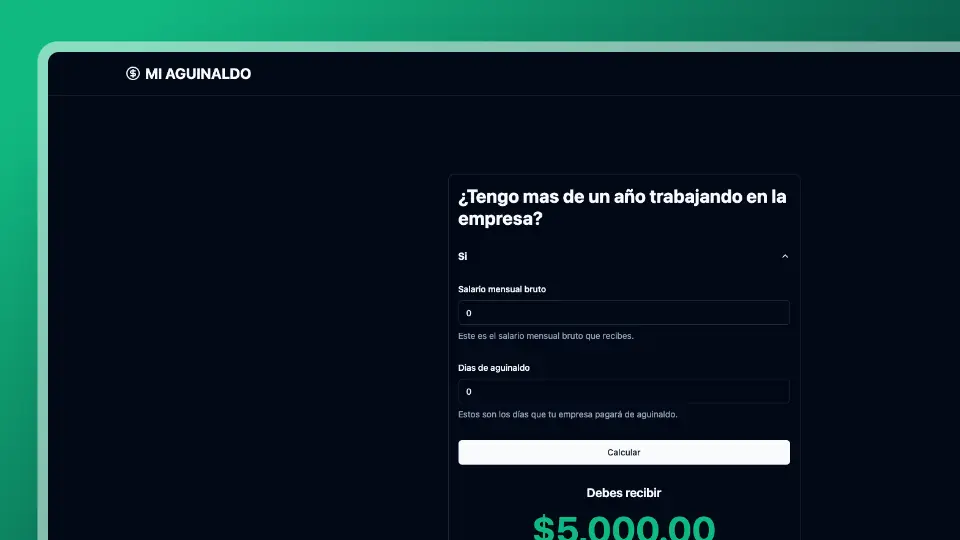 MI AGUINALDO
¿Tengo mas de un año trabajando en la
empresa?
Si
Salario mensual bruto
0
Este es el salario mensual bruto que recibes.
Dias de aguinaldo
0
Estos son los días que tu empresa pagará de aguinaldo.
Calcular
Debes recibir
$5,000.00